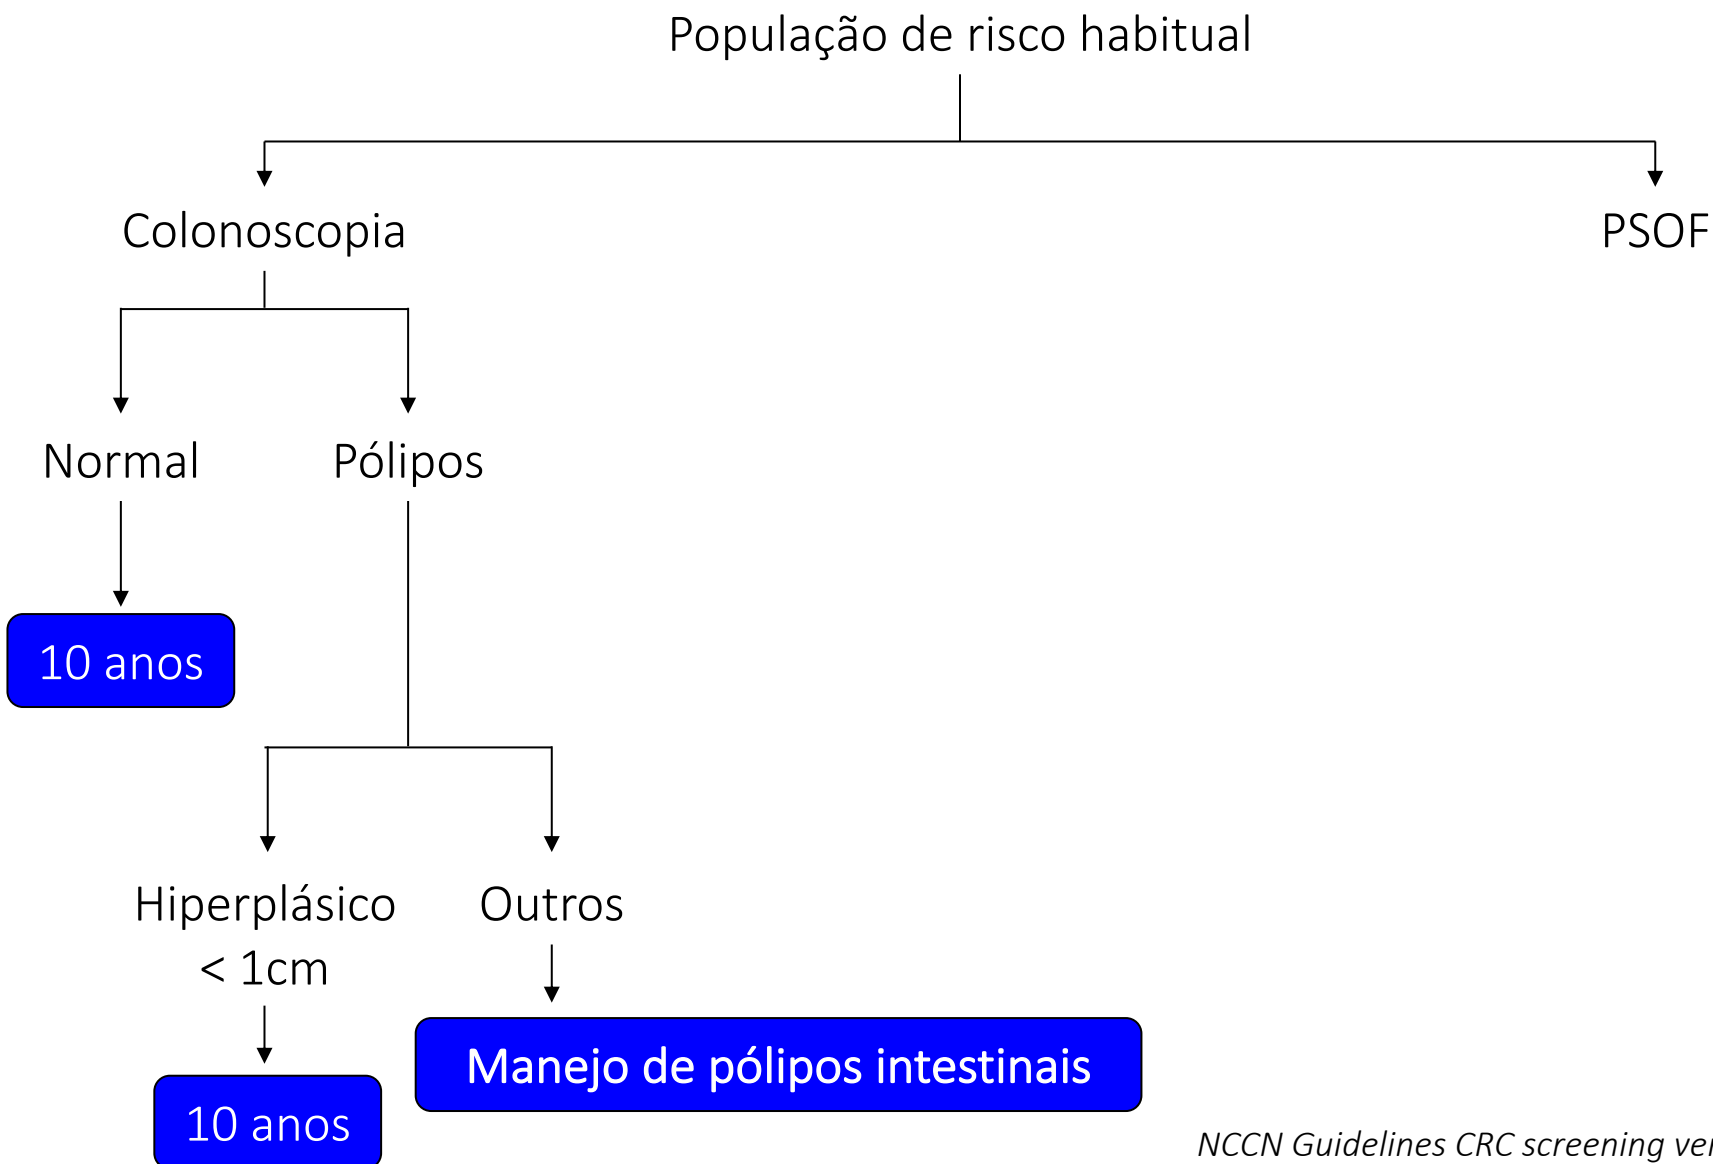 População de risco habitual
Colonoscopia
PSOF
Normal
Pólipos
10 anos
Hiperplásico
< 1cm
Outros
Manejo de pólipos intestinais
10 anos
NCCN Guidelines CRC screening